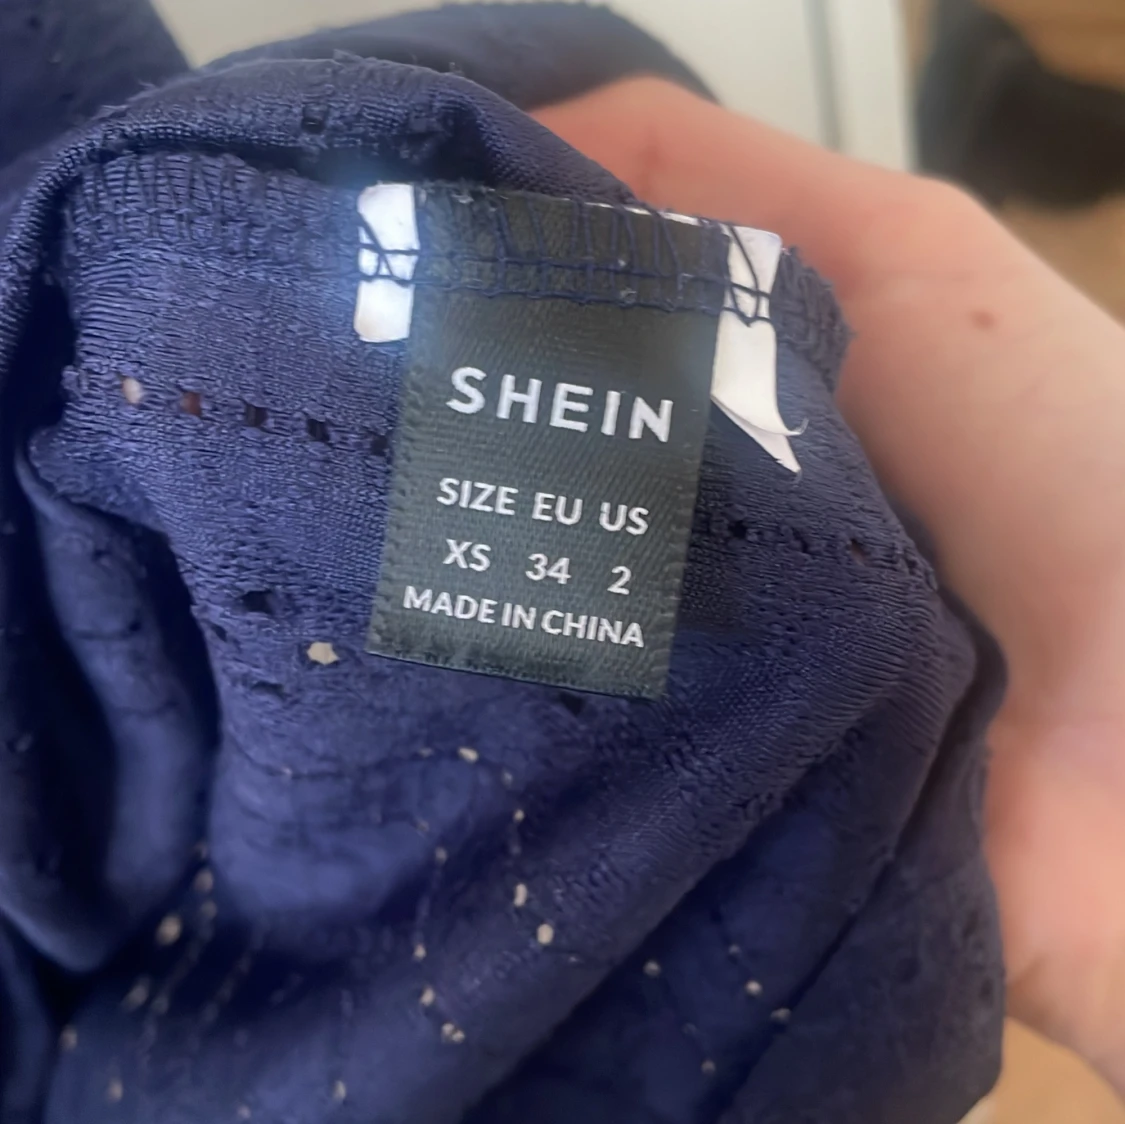 SHEIN
SIZE EU US
XS 34 2
MADE IN CHINA